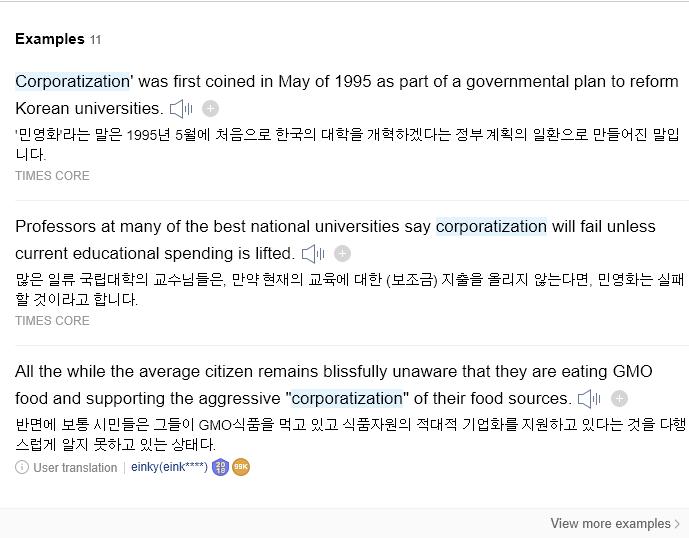 Examples 11
Corporatization' was first coined in May of 1995 as part of a governmental plan to reform
Korean universities.
'민영화'라는 말은 1995년 5월에 처음으로 한국의 대학을 개혁하겠다는 정부 계획의 일환으로 만들어진 말입
니다.
TIMES CORE
Professors at many of the best national universities say corporatization will fail unless
current educational spending is lifted.
많은 일류 국립대학의 교수님들은, 만약 현재의 교육에 대한 (보조금) 지출을 올리지 않는다면, 민영화는 실패
할 것이라고 합니다.
TIMES CORE
All the while the average citizen remains blissfully unaware that they are eating GMO
food and supporting the aggressive "corporatization" of their food sources.
반면에 보통 시민들은 그들이 GMO식품을 먹고 있고 식품자원의 적대적 기업화를 지원하고 있다는 것을 다행
스럽게 알지 못하고 있는 상태다.
User translation einky(eink****) 2018 99K
View more examples